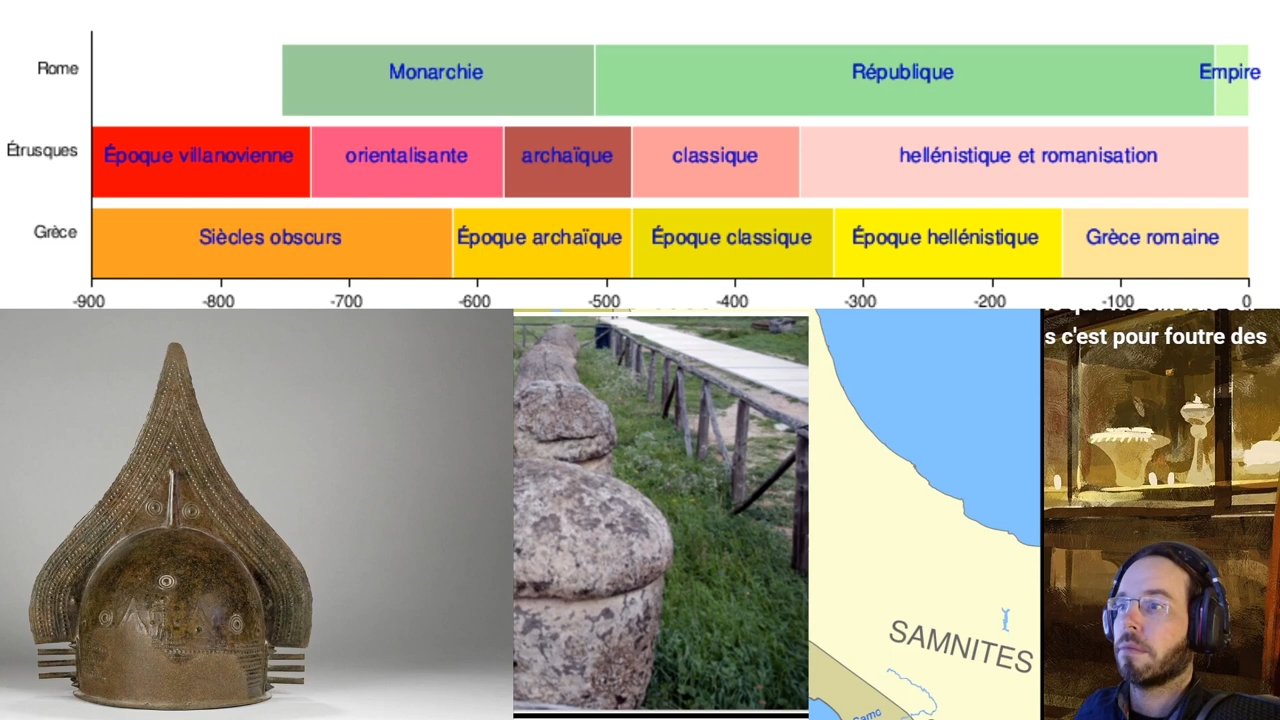 Rome
Monarchie
République
Empire
Étrusques
Époque villanovienne
orientalisante
archaïque
classique
hellénistique et romanisation
Grèce
Siècles obscurs
Époque archaïque
Époque classique
Époque hellénistique
Grèce romaine
-900 -800 -700 -600 -500 -400 -300 -200 -100 0
s c'est pour foutre des
SAMNITES